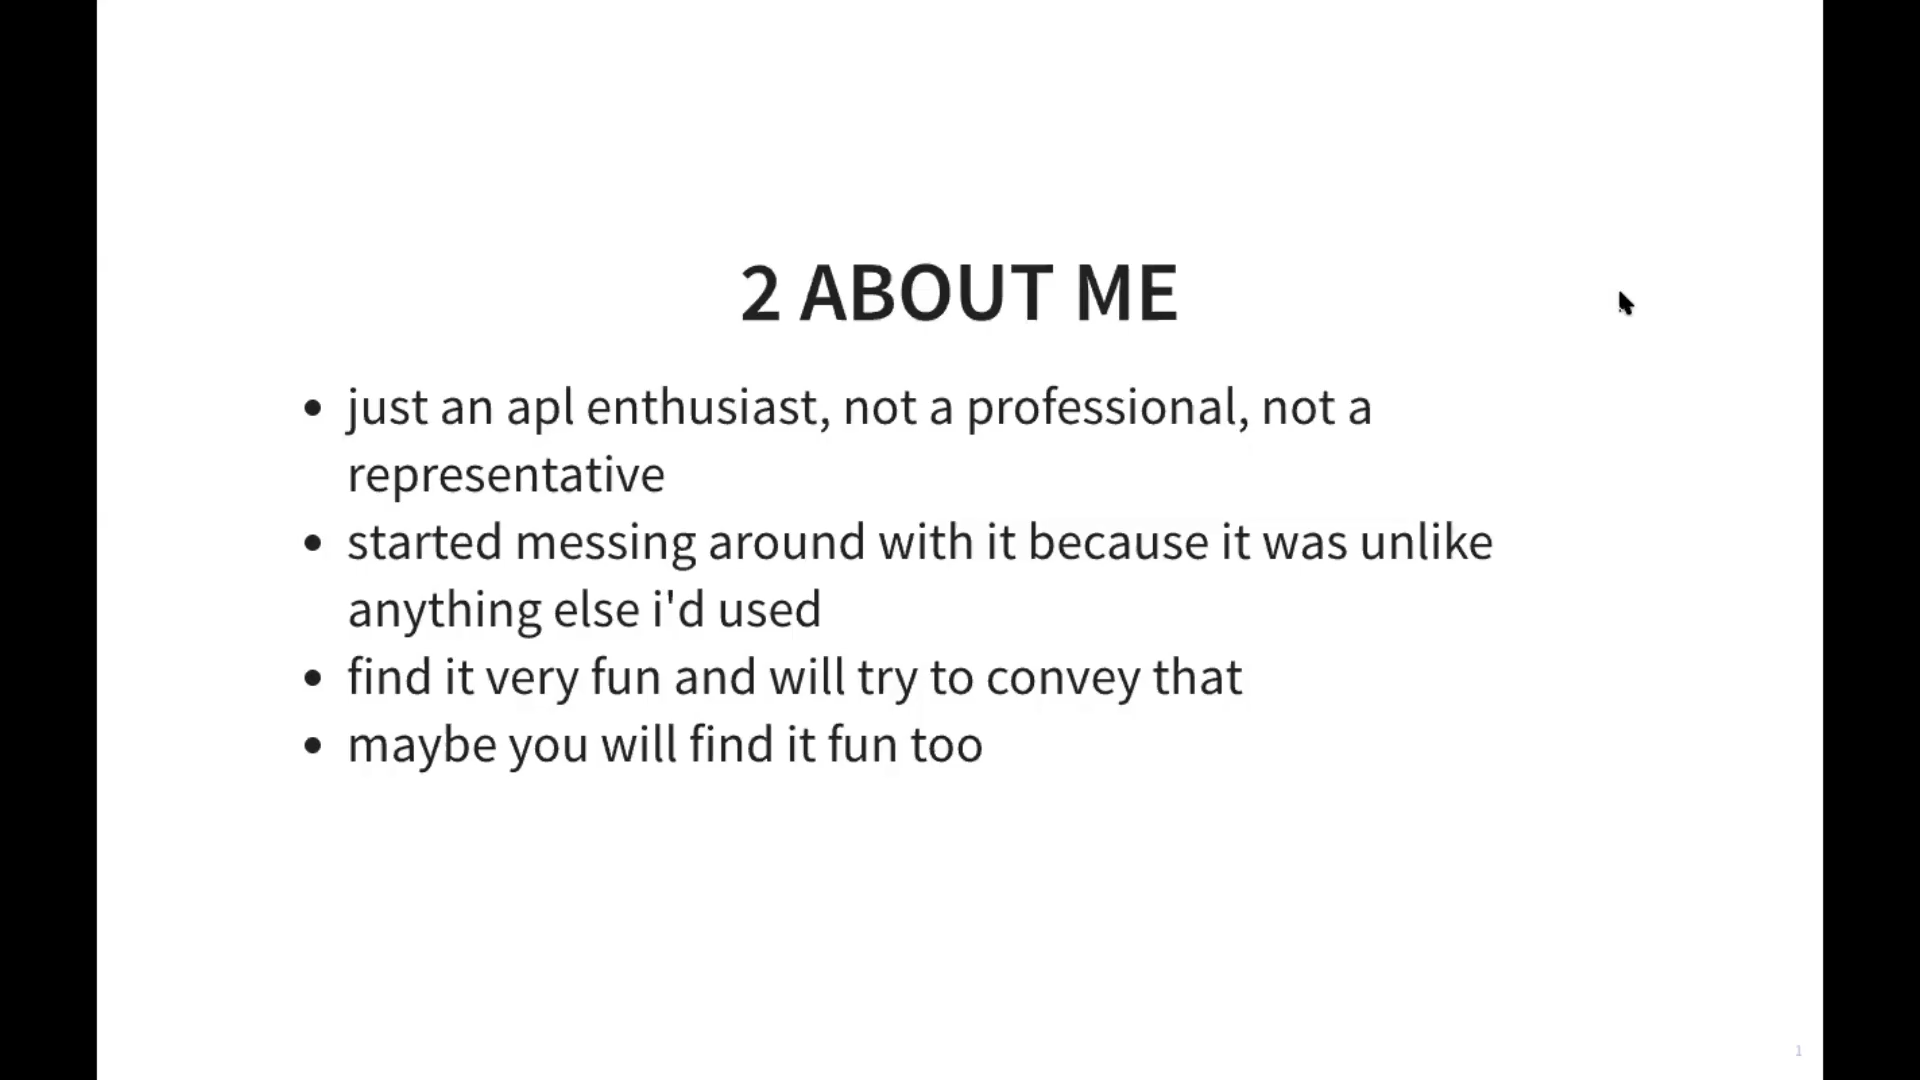 2 ABOUT ME
• just an apl enthusiast, not a professional, not a
representative
• started messing around with it because it was unlike
anything else i'd used
• find it very fun and will try to convey that
• maybe you will find it fun too
1